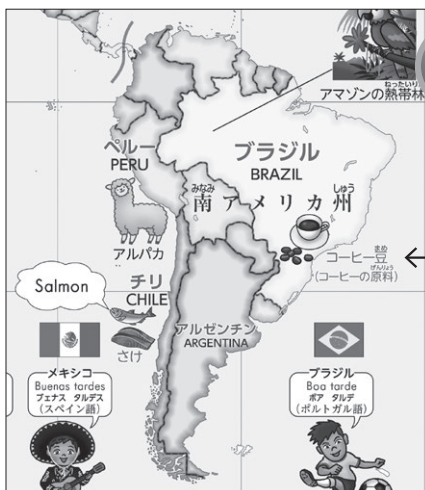 アマゾンの熱帯林
ねったいりん
ペルー
PERU
ブラジル
BRAZIL
みなみ しゅう
南アメリカ州
アルパカ
まめ
コーヒー豆
げんりょう
(コーヒーの原料)
Salmon
チリ
CHILE
さけ
アルゼンチン
ARGENTINA
メキシコ
Buenas tardes
ブエナス タルデス
(スペイン語)
ブラジル
Boa tarde
ボア タルデ
(ポルトガル語)